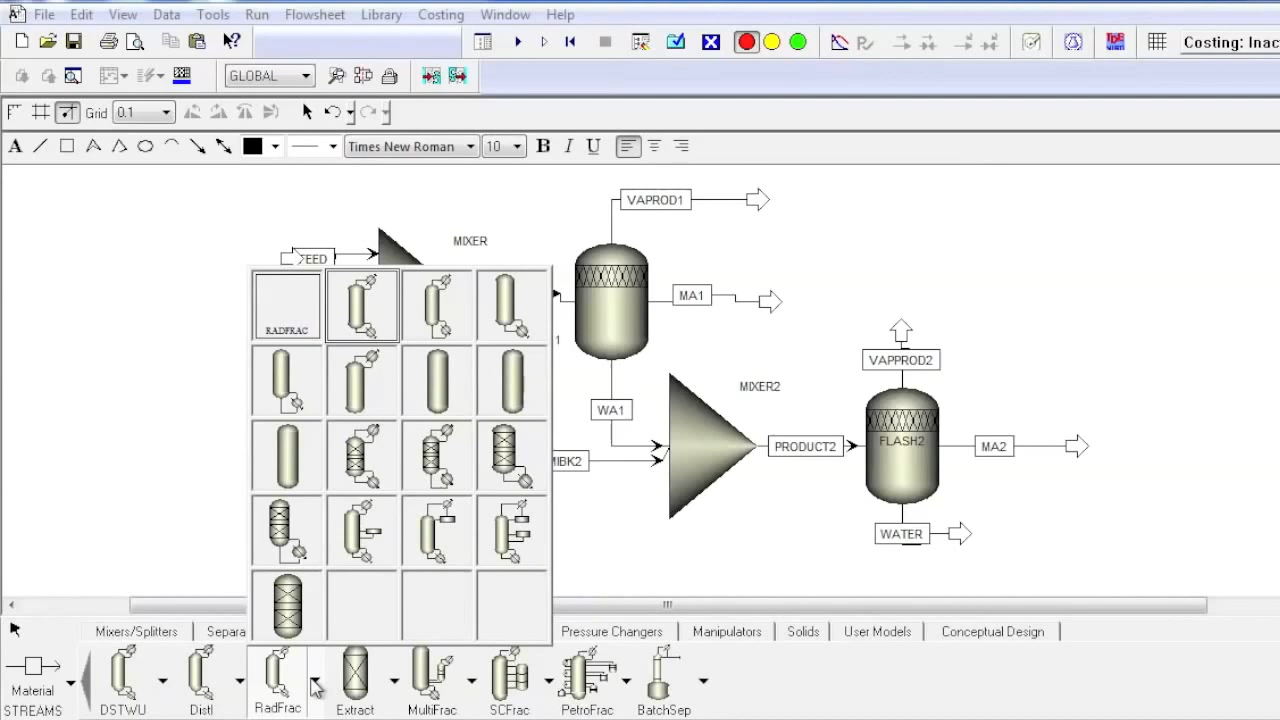 File Edit View Data Tools Run Flowsheet Library Costing Window Help
Costing: Inac
GLOBAL
Grid 0.1
A Times New Roman 10 B I U
VAPROD1
MIXER
FEED
RADFRAC
MA1
1
VAPPROD2
MIXER2
WA1
FLASH2
PRODUCT2
MA2
MIBK2
WATER
Mixers/Splitters Separa Pressure Changers Manipulators Solids User Models Conceptual Design
Material
STREAMS DSTWU Distl RadFrac Extract MultiFrac SCFrac PetroFrac BatchSep